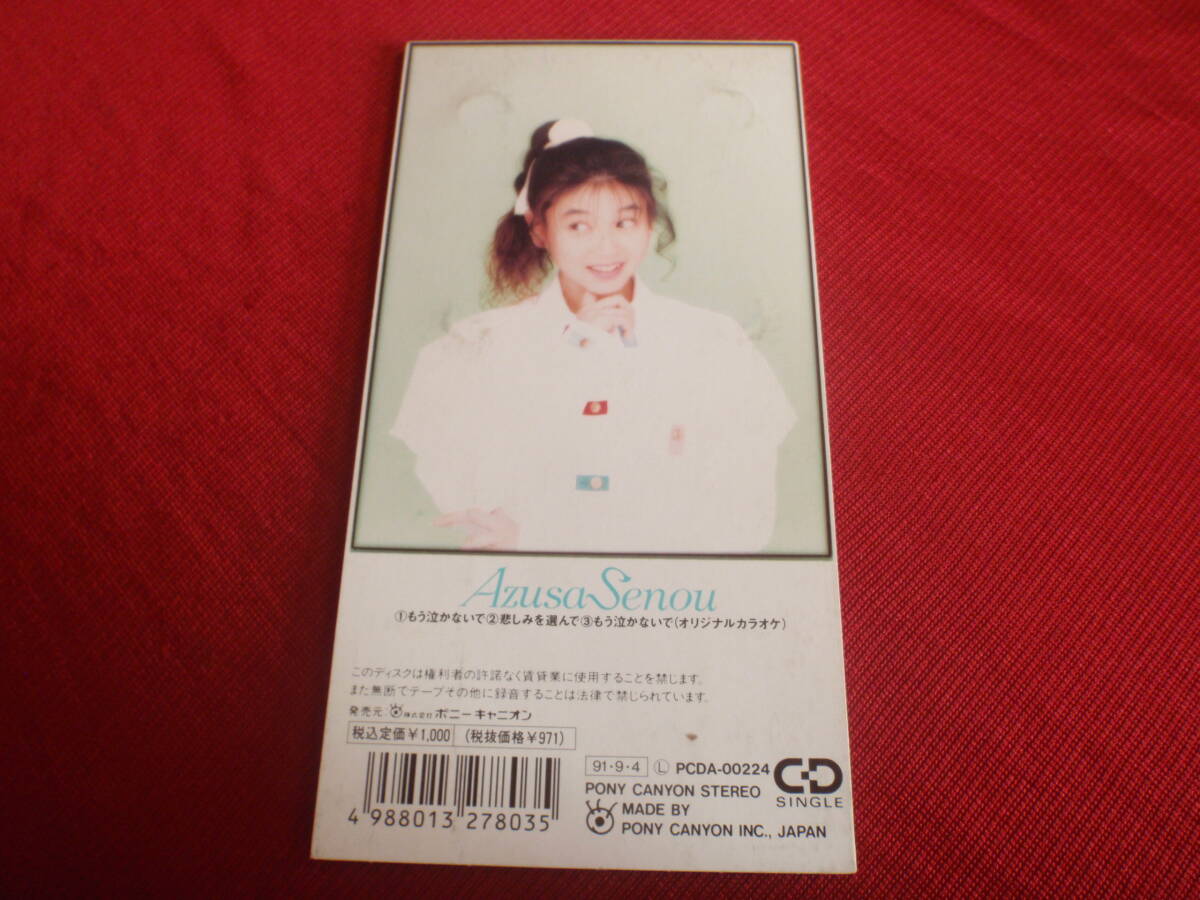 Azusa Senou
①もう泣かないで②悲しみを選んで③もう泣かないで(オリジナルカラオケ)
このディスクは権利者の許諾なく賃貸業に使用することを禁じます。
また無断でテープその他に録音することは法律で禁じられています。
発売元:株式会社ポニーキャニオン
税込定価¥1,000 (税抜価格¥971)
91・9・4 Ⓛ PCDA-00224
CD SINGLE
PONY CANYON STEREO
MADE BY
PONY CANYON INC., JAPAN
4 988013 278035